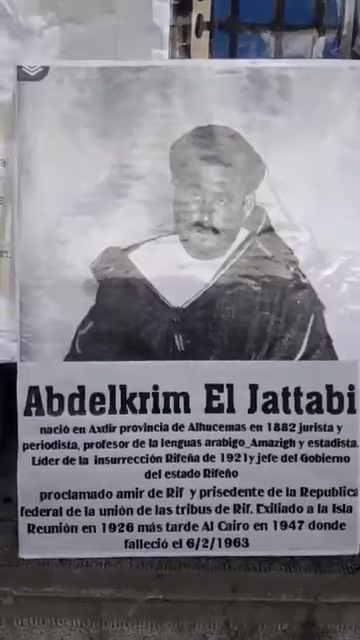 Abdelkrim El Jattabi
nació en Axdir provincia de Alhucemas en 1882 jurista y
periodista, profesor de la lenguas arabigo_Amazigh y estadista.
Líder de la insurrección Rifeña de 1921y jefe del Gobierno
del estado Rifeño
proclamado amir de Rif y prisedente de la Republica
federal de la unión de las tribus de Rif. Exiliado a la Isla
Reunión en 1926 más tarde Al Cairo en 1947 donde
falleció el 6/2/1963